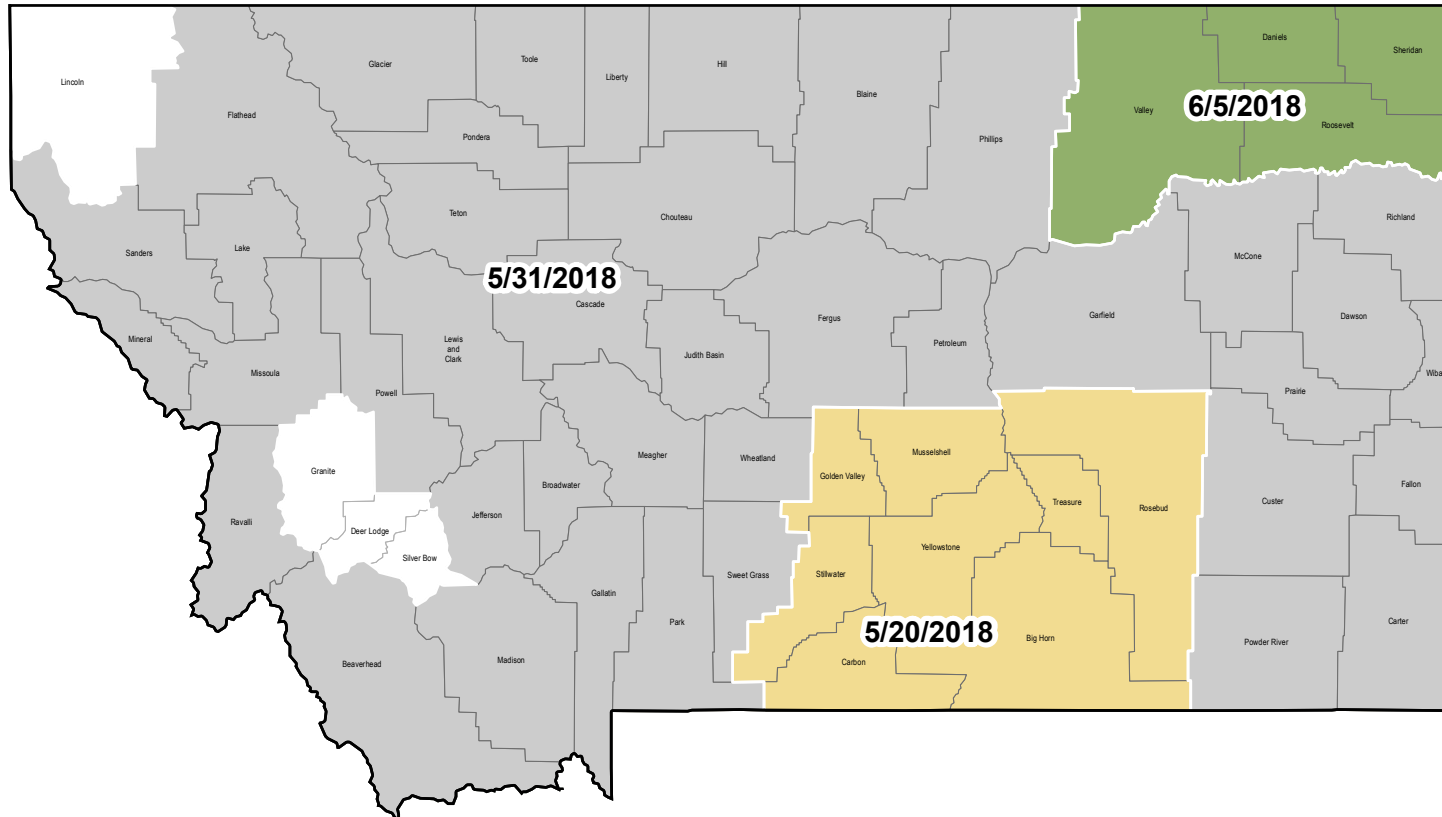 Daniels
Sheridan
Toole
Glacier
Hill
Liberty
Lincoln
Blaine
6/5/2018
Valley
Flathead
Roosevelt
Pondera
Phillips
Teton
Chouteau
Richland
Lake
Sanders
McCone
5/31/2018
Cascade
Garfield
Dawson
Fergus
Mineral
Lewis
and
Clark
Petroleum
Judith Basin
Missoula
Wiba
Powell
Prairie
Musselshell
Meagher
Wheatland
Granite
Golden Valley
Broadwater
Fallon
Custer
Treasure
Rosebud
Jefferson
Ravalli
Deer Lodge
Yellowstone
Silver Bow
Stillwater
Sweet Grass
Gallatin
Park
Carter
5/20/2018
Big Horn
Powder River
Madison
Carbon
Beaverhead